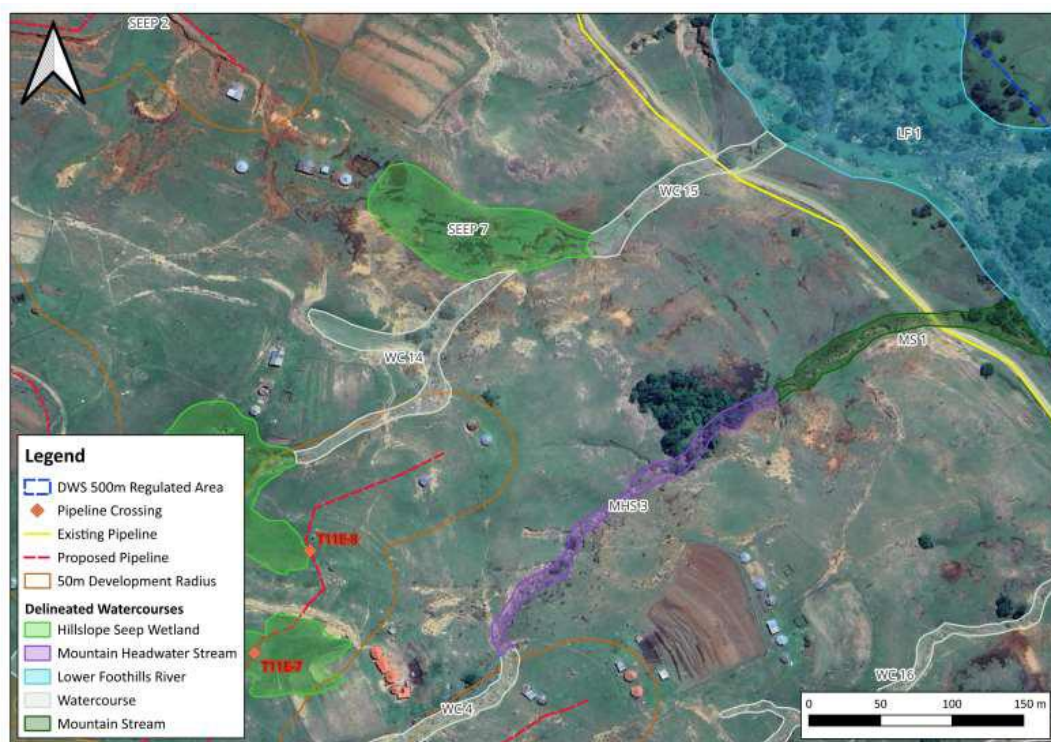 SEEP 2
LF 1
WC 15
SEEP 7
MS 1
WC 14
MHS 3
T11E-8
T11E-7
WC 16
WC 4
Legend
DWS 500m Regulated Area
Pipeline Crossing
Existing Pipeline
Proposed Pipeline
50m Development Radius
Delineated Watercourses
Hillslope Seep Wetland
Mountain Headwater Stream
Lower Foothills River
Watercourse
Mountain Stream
0 50 100 150 m